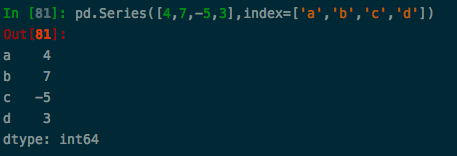 In [81]: pd.Series([4,7,-5,3],index=['a','b','c','d'])
Out[81]:
a    4
b    7
c   -5
d    3
dtype: int64